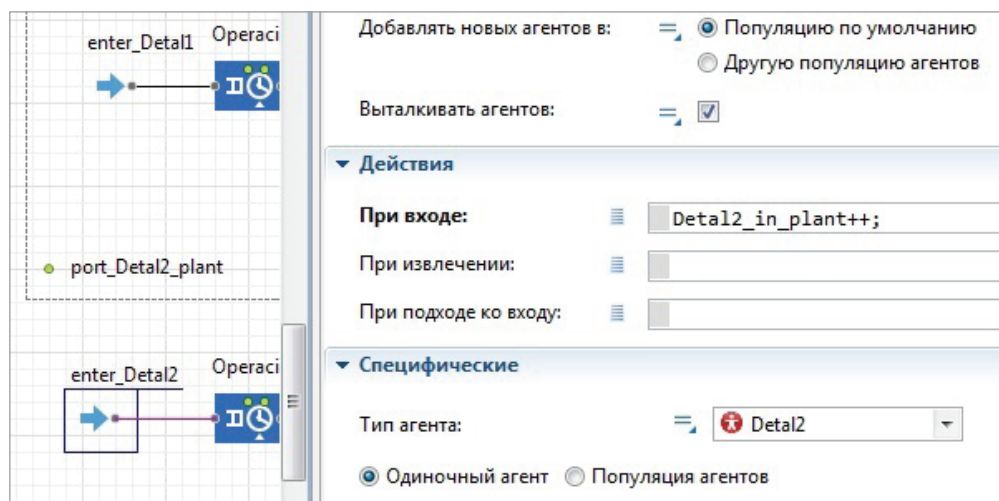 enter_Detal1
Operaci
port_Detal2_plant
enter_Detal2
Operaci
Добавлять новых агентов в:
Популяцию по умолчанию
Другую популяцию агентов
Выталкивать агентов:
Действия
При входе:
Detal2_in_plant++;
При извлечении:
При подходе ко входу:
Специфические
Тип агента:
Detal2
Одиночный агент
Популяция агентов